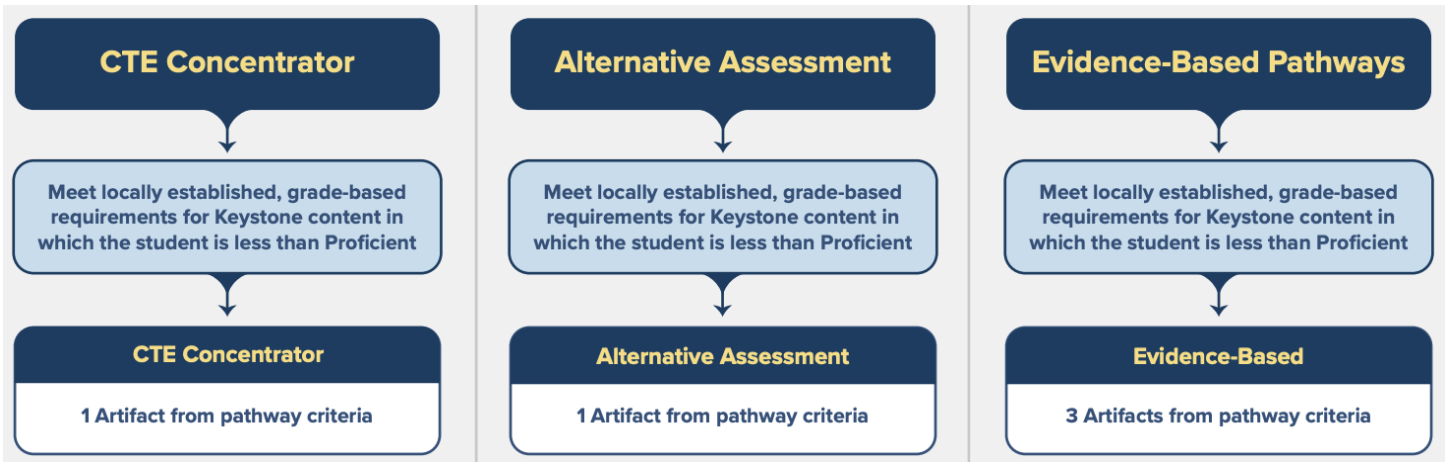 CTE Concentrator
Meet locally established, grade-based
requirements for Keystone content in
which the student is less than Proficient
CTE Concentrator
1 Artifact from pathway criteria
Alternative Assessment
Meet locally established, grade-based
requirements for Keystone content in
which the student is less than Proficient
Alternative Assessment
1 Artifact from pathway criteria
Evidence-Based Pathways
Meet locally established, grade-based
requirements for Keystone content in
which the student is less than Proficient
Evidence-Based
3 Artifacts from pathway criteria